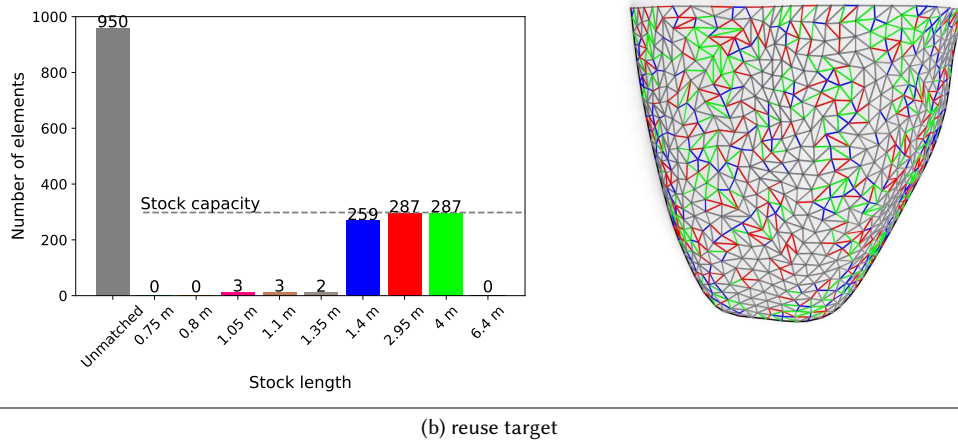 1000
800
600
400
200
0
Number of elements
950
Stock capacity
0
0
3
3
2
259
287
287
0
Unmatched
0.75 m
0.8 m
1.05 m
1.1 m
1.35 m
1.4 m
2.95 m
4 m
6.4 m
Stock length
(b) reuse target